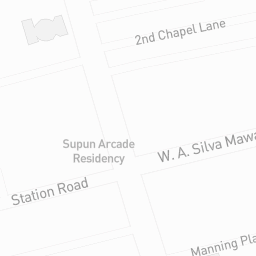 2nd Chapel Lane
Supun Arcade
Residency
W. A. Silva Mawa
Station Road
Manning Pla